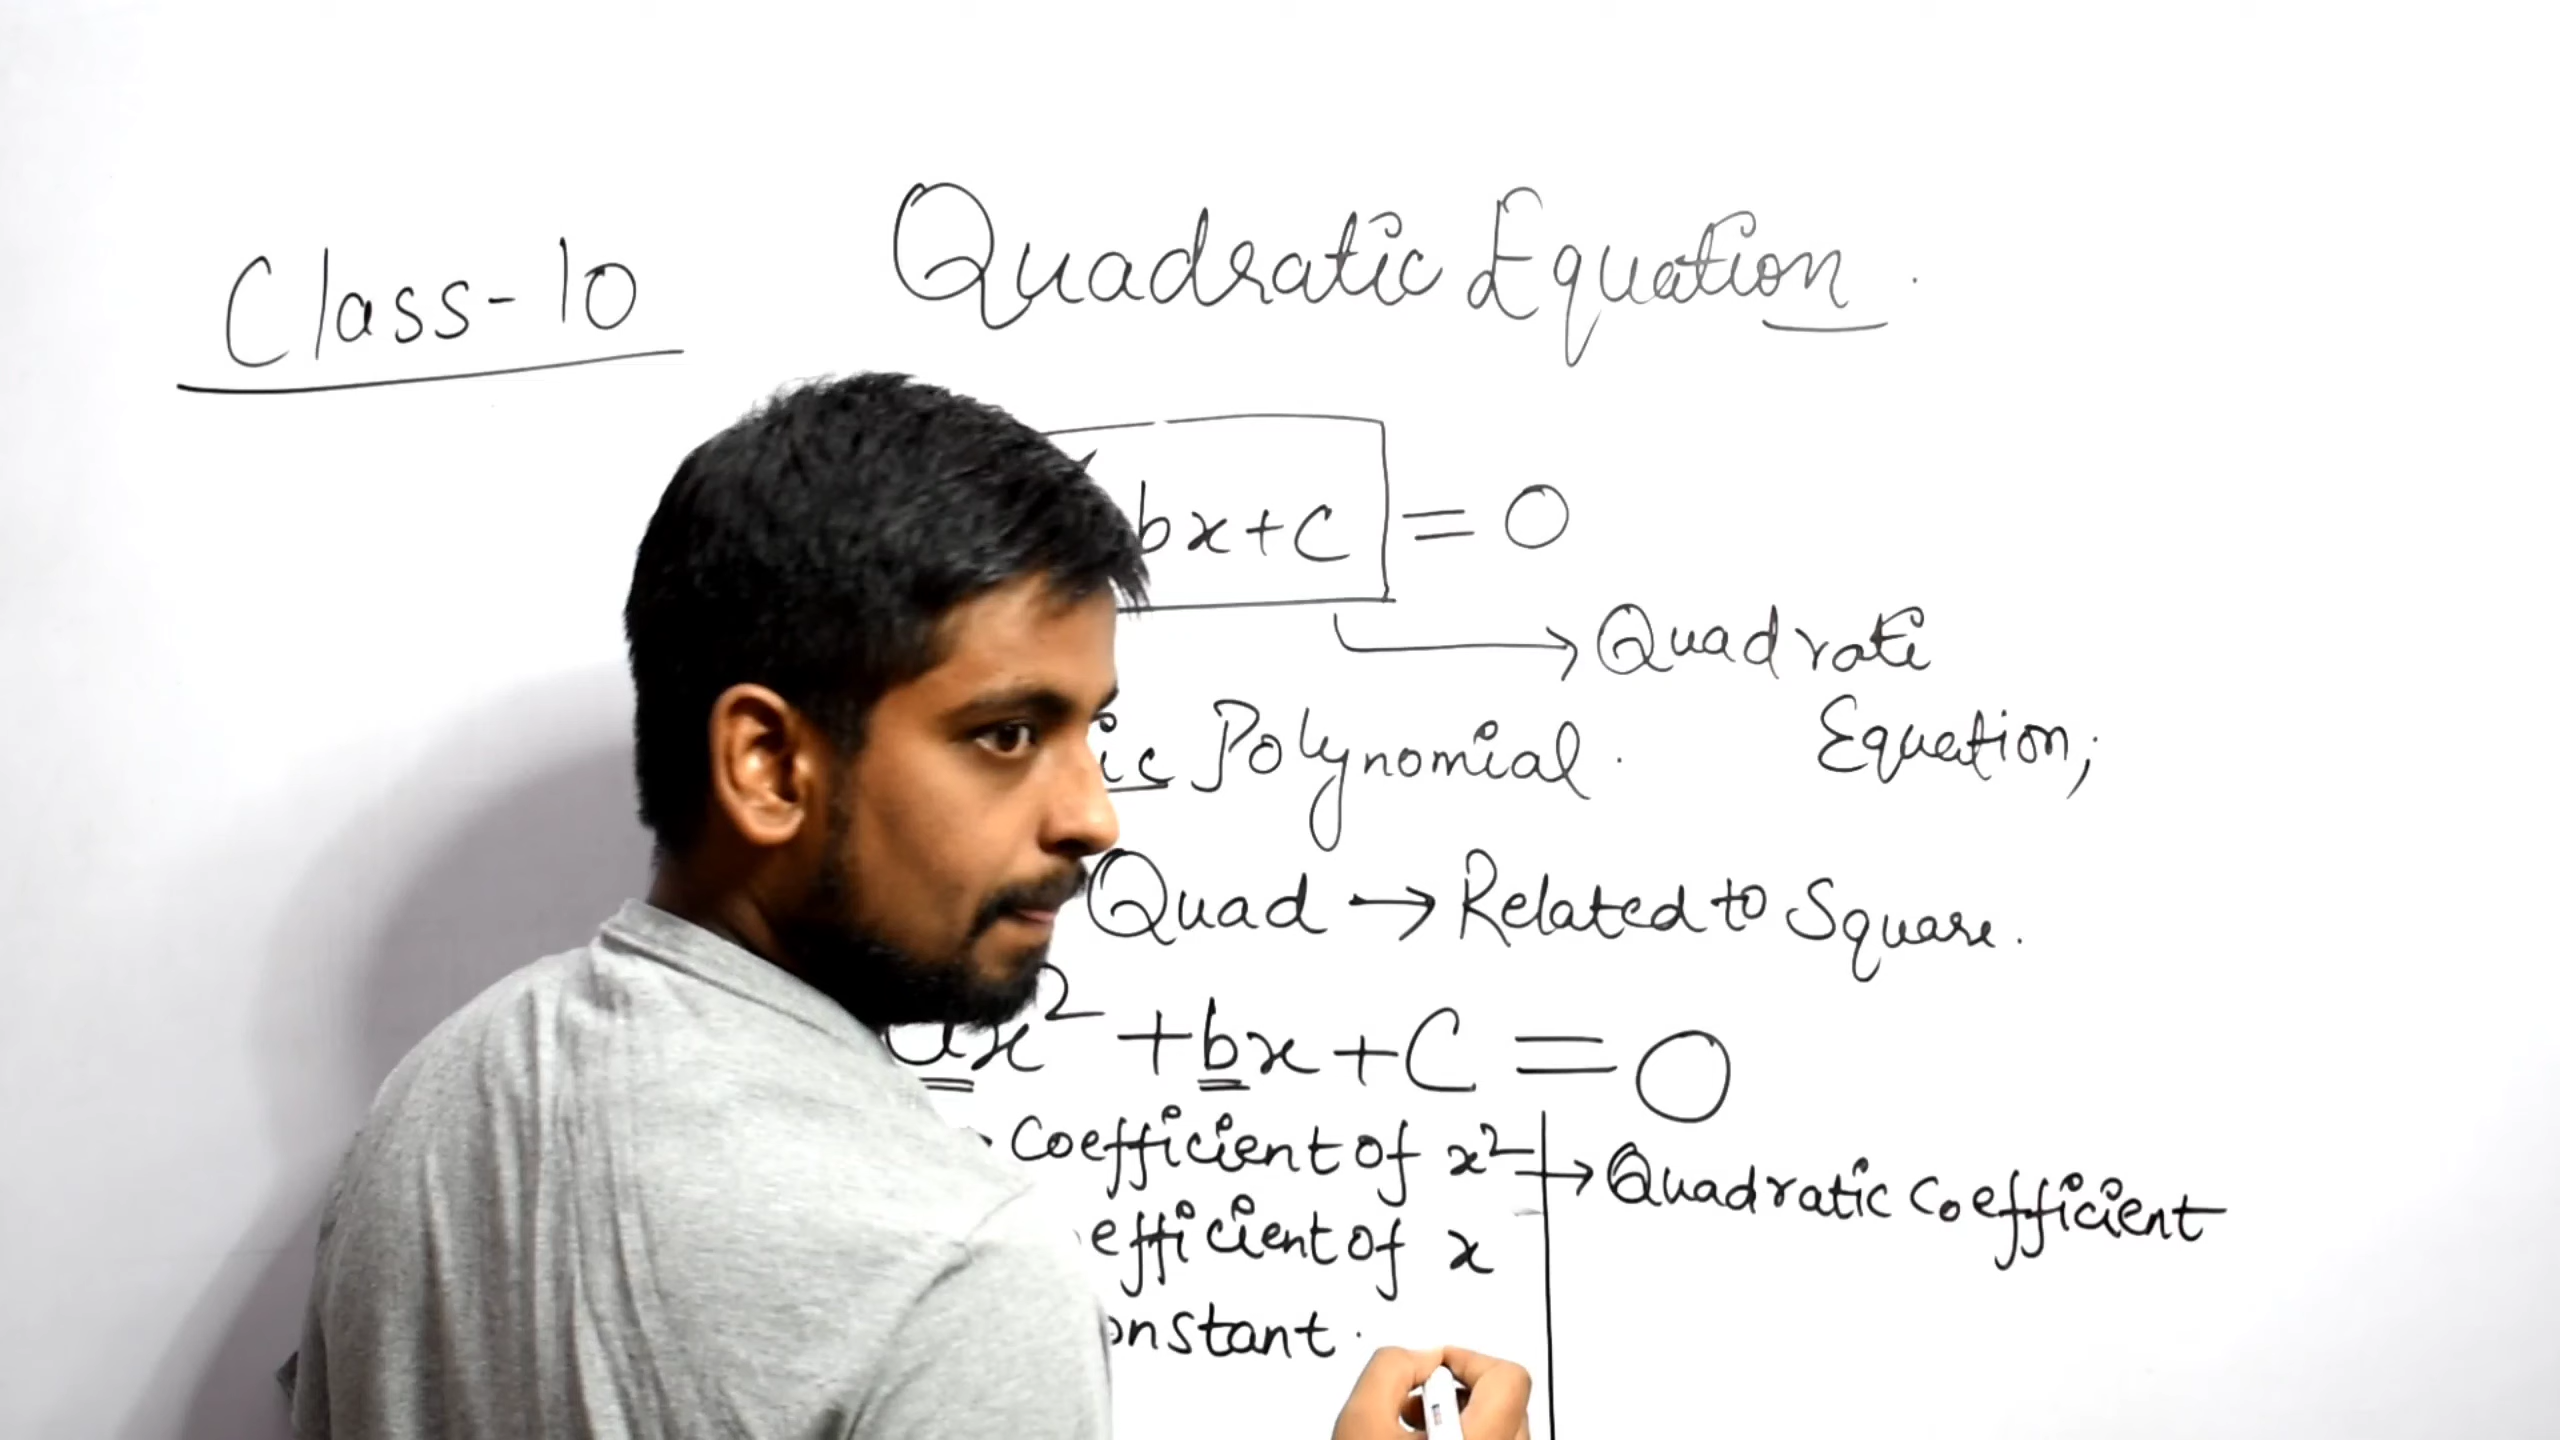 Class-10
Quadratic Equation.
bx+c = 0
Quadrati
Equation;
ic Polynomial.
Quad → Related to Square.
ax² + bx + c = 0
Coefficient of x² → Quadratic Coefficient
efficient of x
onstant.